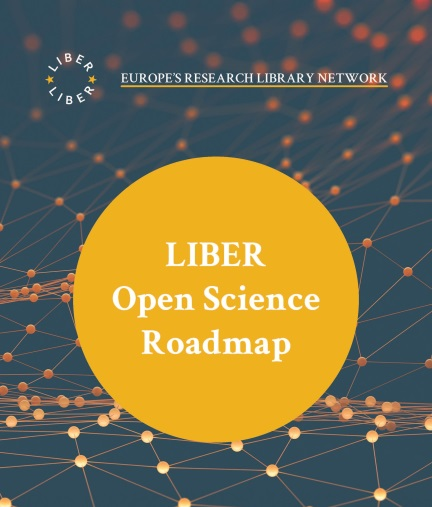 LIBER
LIBER
EUROPE'S RESEARCH LIBRARY NETWORK
LIBER
Open Science
Roadmap